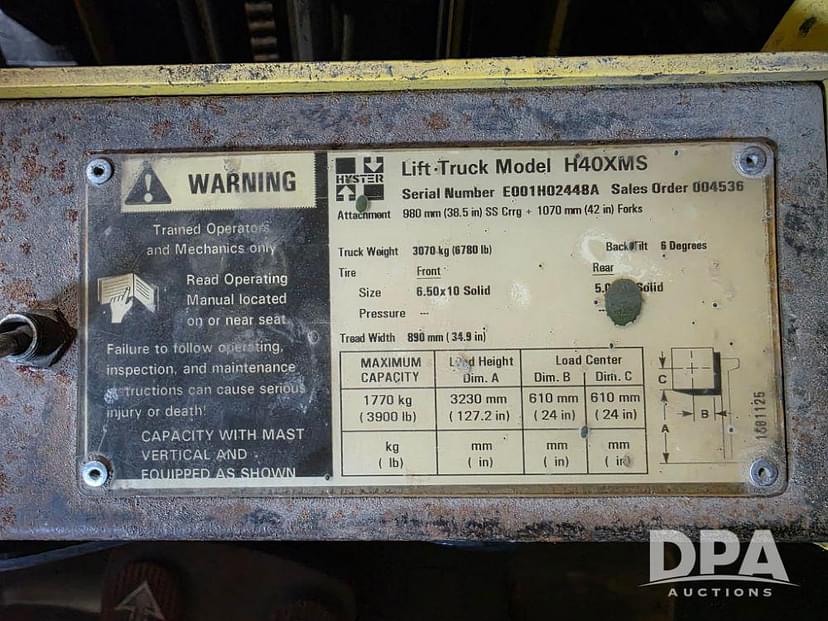 WARNING
Trained Operators
and Mechanics only
Read Operating
Manual located
on or near seat
Failure to follow operating,
inspection, and maintenance
instructions can cause serious
injury or death!
CAPACITY WITH MAST
VERTICAL AND
EQUIPPED AS SHOWN
HYSTER
Lift Truck Model H40XMS
Serial Number E001H02448A Sales Order 004536
Attachment 980 mm (38.5 in) SS Crrg + 1070 mm (42 in) Forks
Truck Weight 3070 kg (6780 lb) Back Tilt 6 Degrees
Tire Front Rear
Size 6.50x10 Solid Solid
Pressure ---
Tread Width 890 mm (34.9 in)
MAXIMUM CAPACITY Load Height Dim. A Load Center Dim. B Dim. C
1770 kg 3230 mm 610 mm 610 mm
(3900 lb) (127.2 in) (24 in) (24 in)
kg mm mm mm
( lb) ( in) ( in) ( in)
C
B
A
1601125
DPA
AUCTIONS